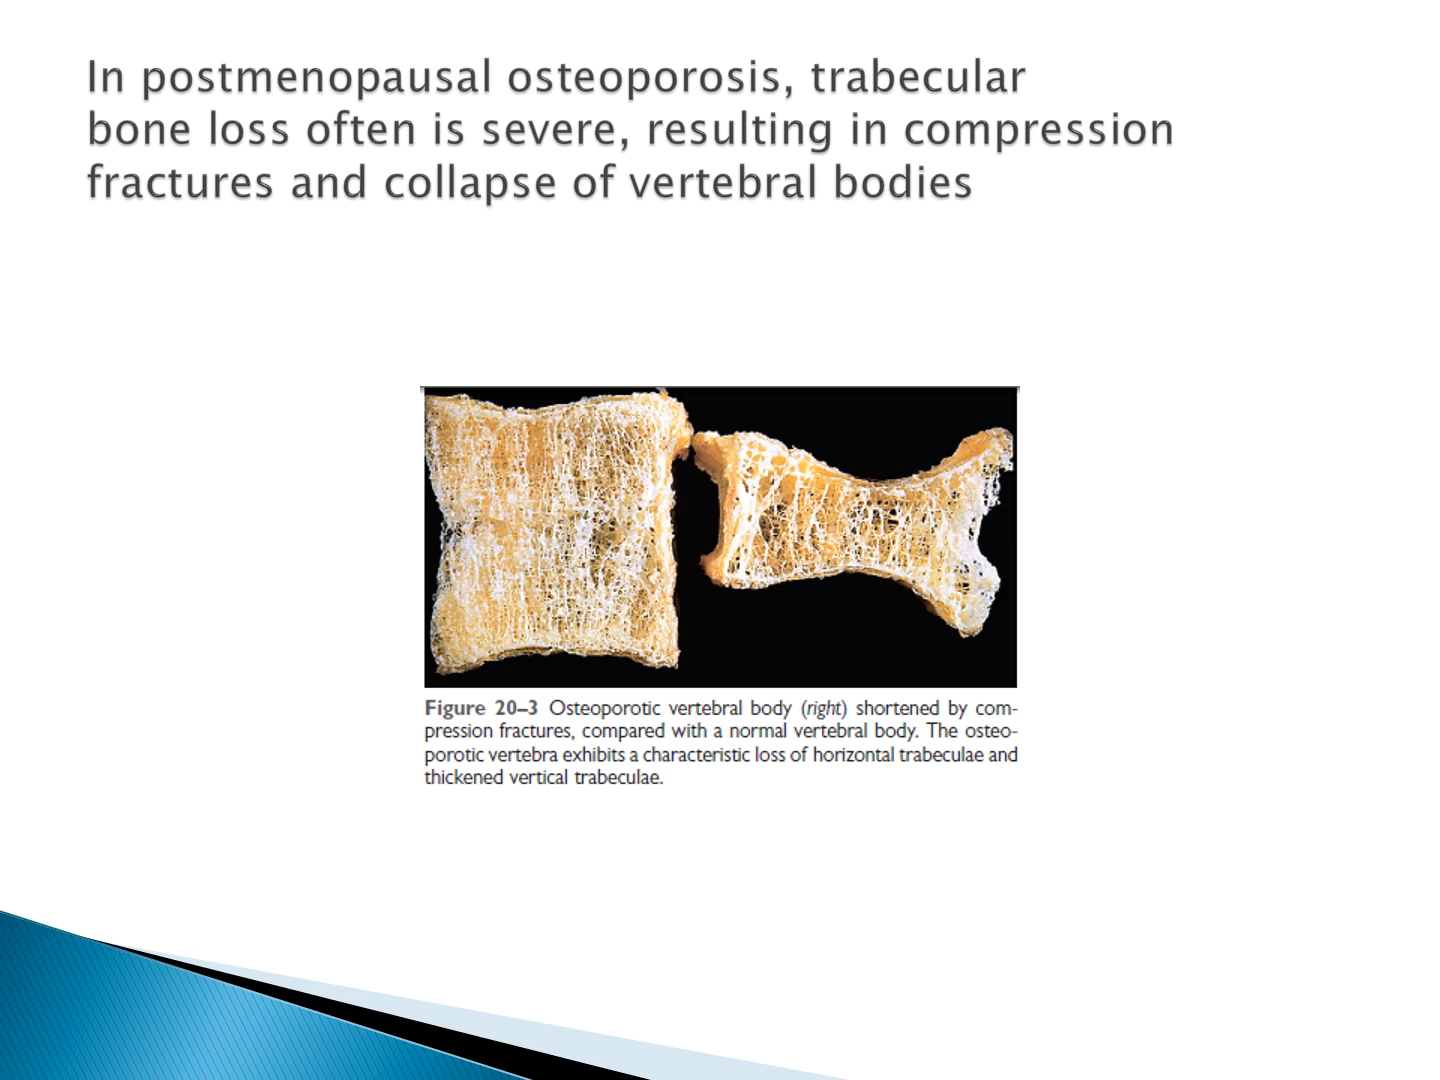 In postmenopausal osteoporosis, trabecular
bone loss often is severe, resulting in compression
fractures and collapse of vertebral bodies
Figure 20–3 Osteoporotic vertebral body (right) shortened by com-
pression fractures, compared with a normal vertebral body. The osteo-
porotic vertebra exhibits a characteristic loss of horizontal trabeculae and
thickened vertical trabeculae.